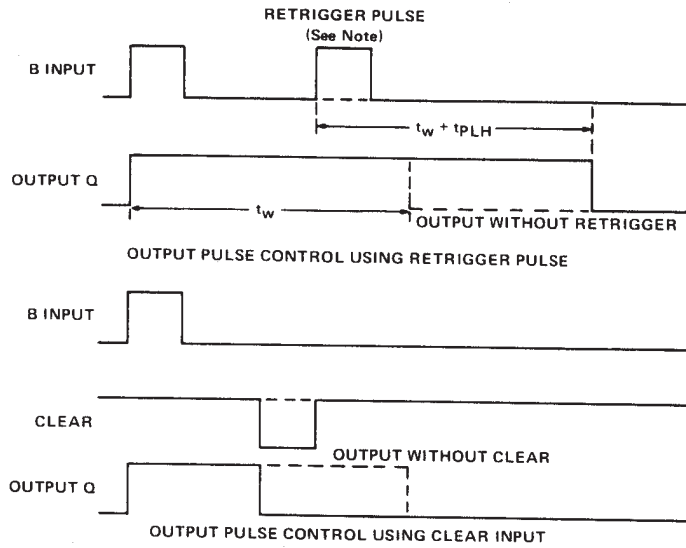 RETRIGGER PULSE
(See Note)
B INPUT
tw + tPLH
OUTPUT Q
tw
OUTPUT WITHOUT RETRIGGER
OUTPUT PULSE CONTROL USING RETRIGGER PULSE
B INPUT
CLEAR
OUTPUT WITHOUT CLEAR
OUTPUT Q
OUTPUT PULSE CONTROL USING CLEAR INPUT